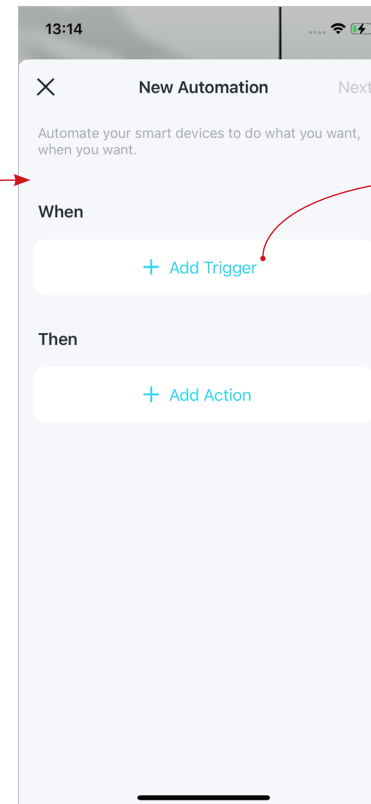 13:14
New Automation
Next
Automate your smart devices to do what you want,
when you want.
When
+ Add Trigger
Then
+ Add Action